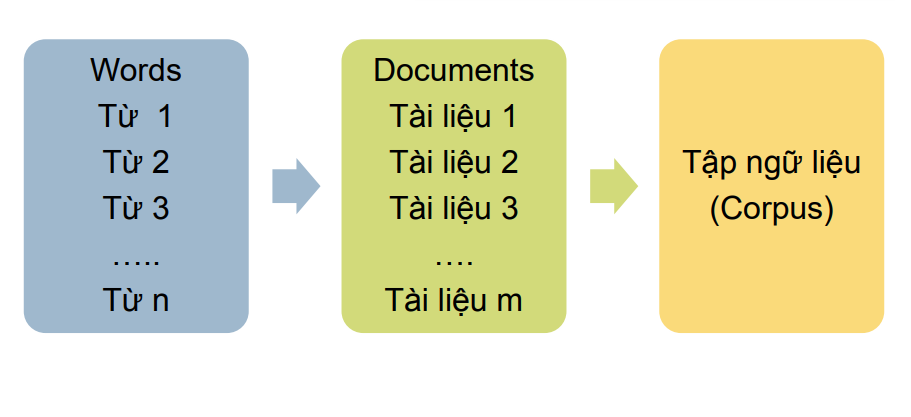 Words
Từ 1
Từ 2
Từ 3
…..
Từ n
Documents
Tài liệu 1
Tài liệu 2
Tài liệu 3
….
Tài liệu m
Tập ngữ liệu
(Corpus)